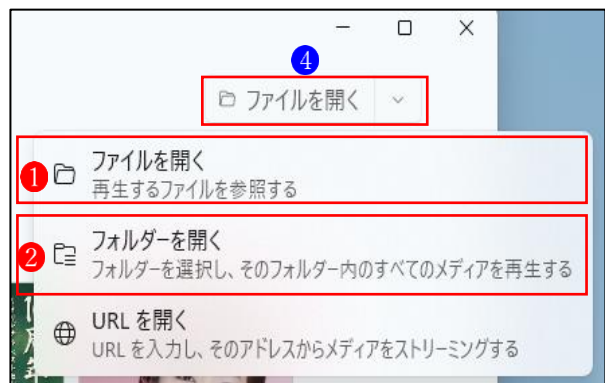 4
ファイルを開く
1
ファイルを開く
再生するファイルを参照する
2
フォルダーを開く
フォルダーを選択し、そのフォルダー内のすべてのメディアを再生する
URL を開く
URL を入力し、そのアドレスからメディアをストリーミングする